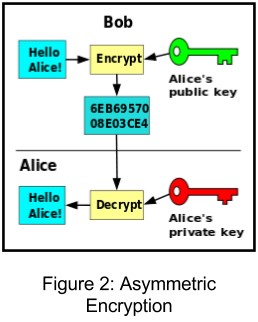 Bob
Hello
Alice!
Encrypt
Alice's
public key
6EB69570
08E03CE4
Alice
Hello
Alice!
Decrypt
Alice's
private key
Figure 2: Asymmetric
Encryption